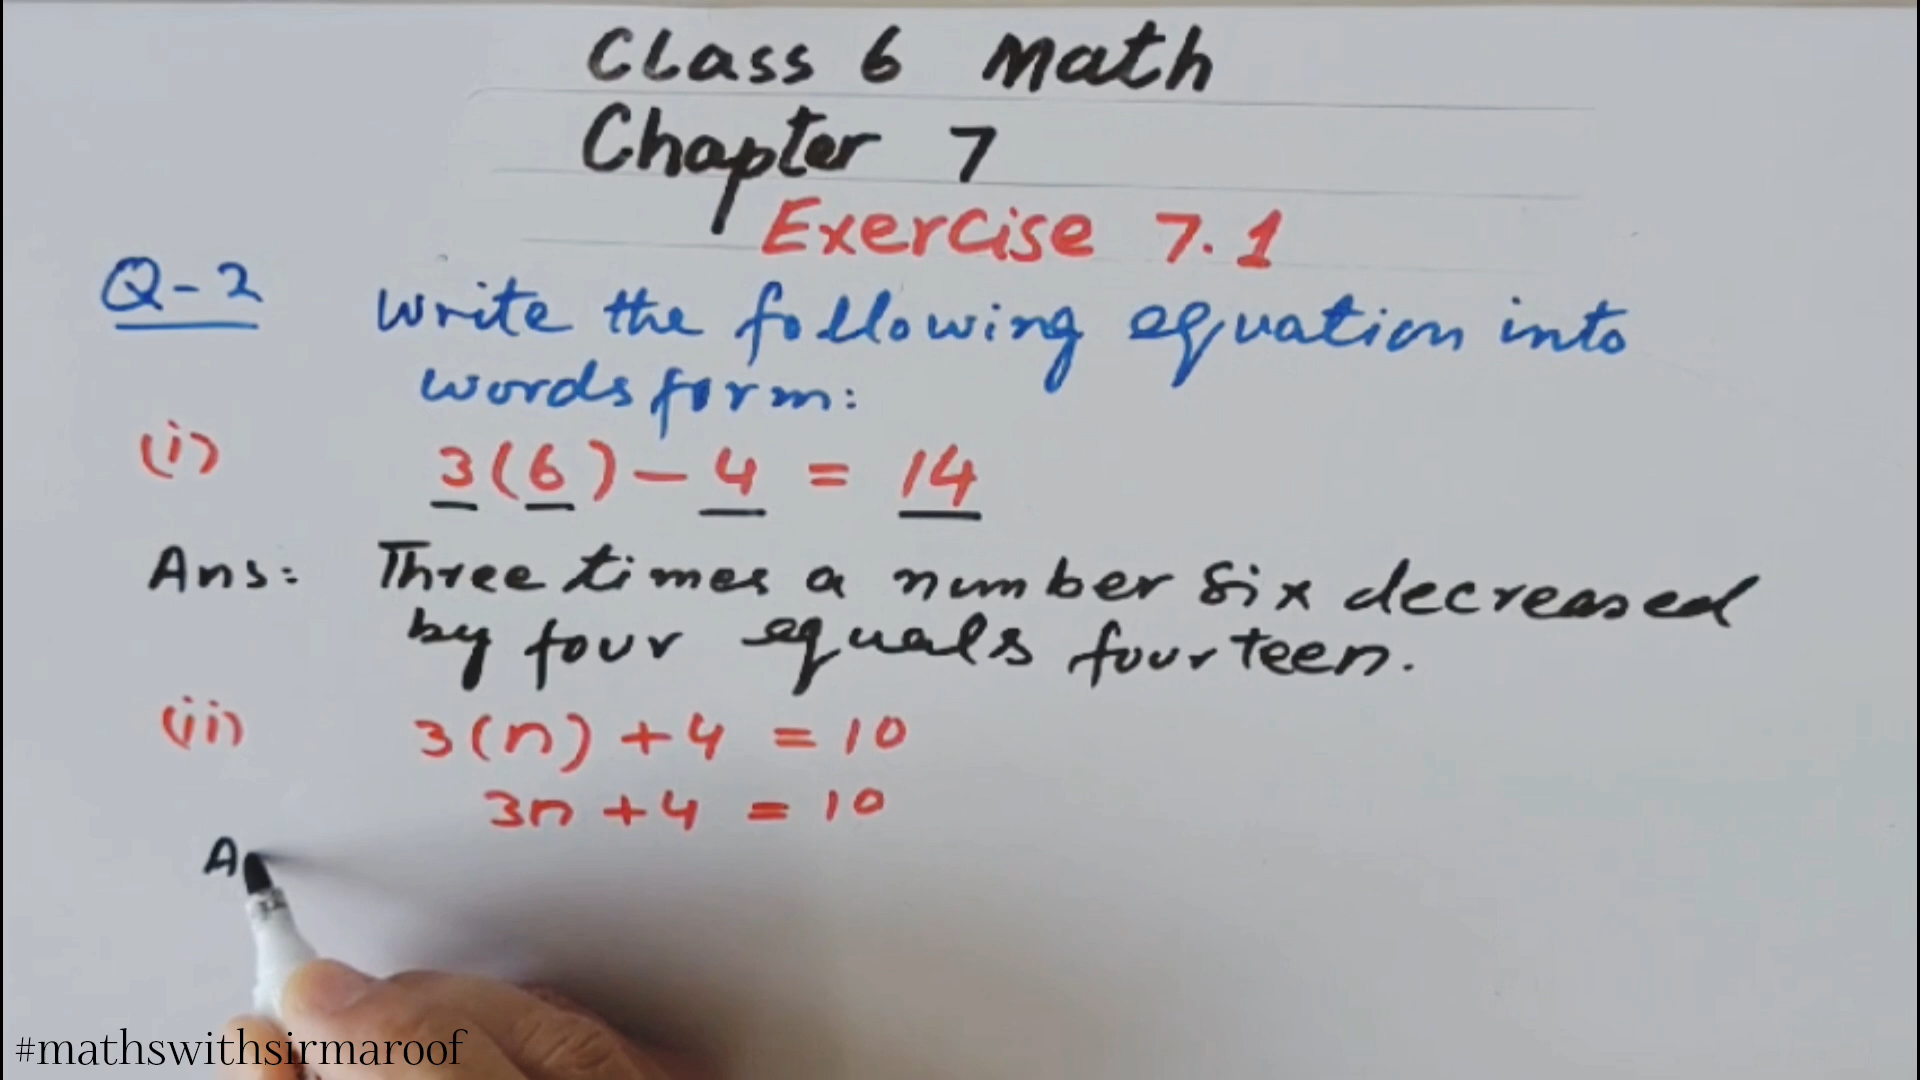 Class 6 Math
Chapter 7
Exercise 7.1
Q-2 Write the following equation into
words form:
(i) 3(6) - 4 = 14
Ans: Three times a number six decreased
by four equals fourteen.
(ii) 3(n) + 4 = 10
3n + 4 = 10
A
#mathswithsirmaroof